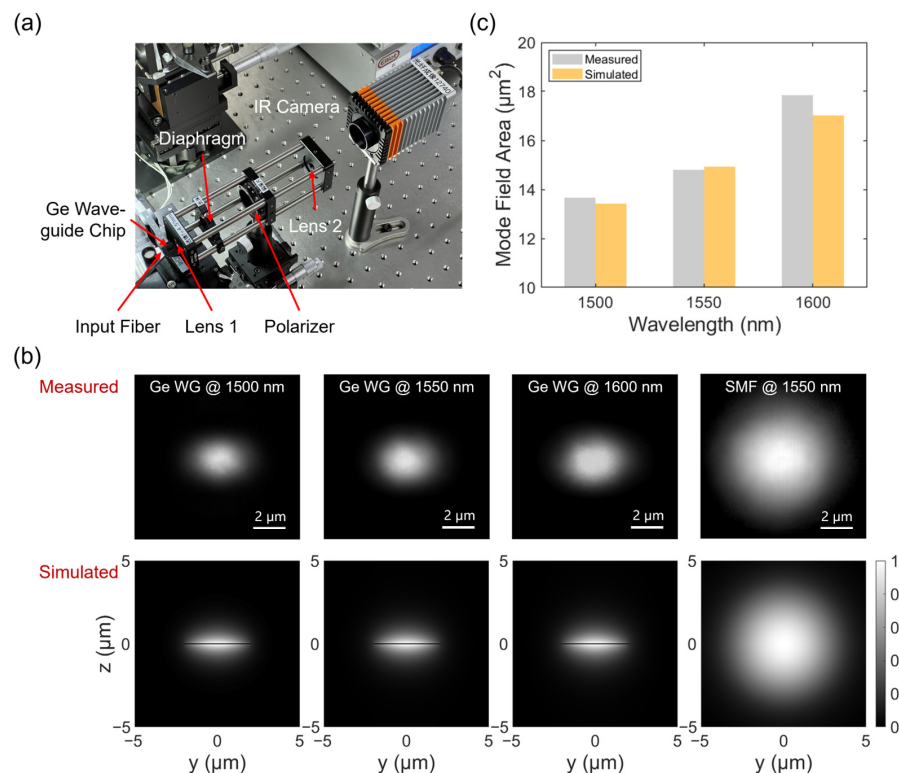 (a)
IR Camera
Diaphragm
Ge Wave-
guide Chip
Lens 2
Input Fiber
Lens 1
Polarizer
(c)
20
18
16
14
12
10
Mode Field Area (µm²)
Measured
Simulated
1500
1550
1600
Wavelength (nm)
(b)
Measured
Ge WG @ 1500 nm
Ge WG @ 1550 nm
Ge WG @ 1600 nm
SMF @ 1550 nm
2 µm
2 µm
2 µm
2 µm
Simulated
5
0
−5
z (µm)
5
0
−5
5
0
−5
5
0
−5
1
0
0
0
0
0
−5
0
5
−5
0
5
−5
0
5
−5
0
5
y (µm)
y (µm)
y (µm)
y (µm)